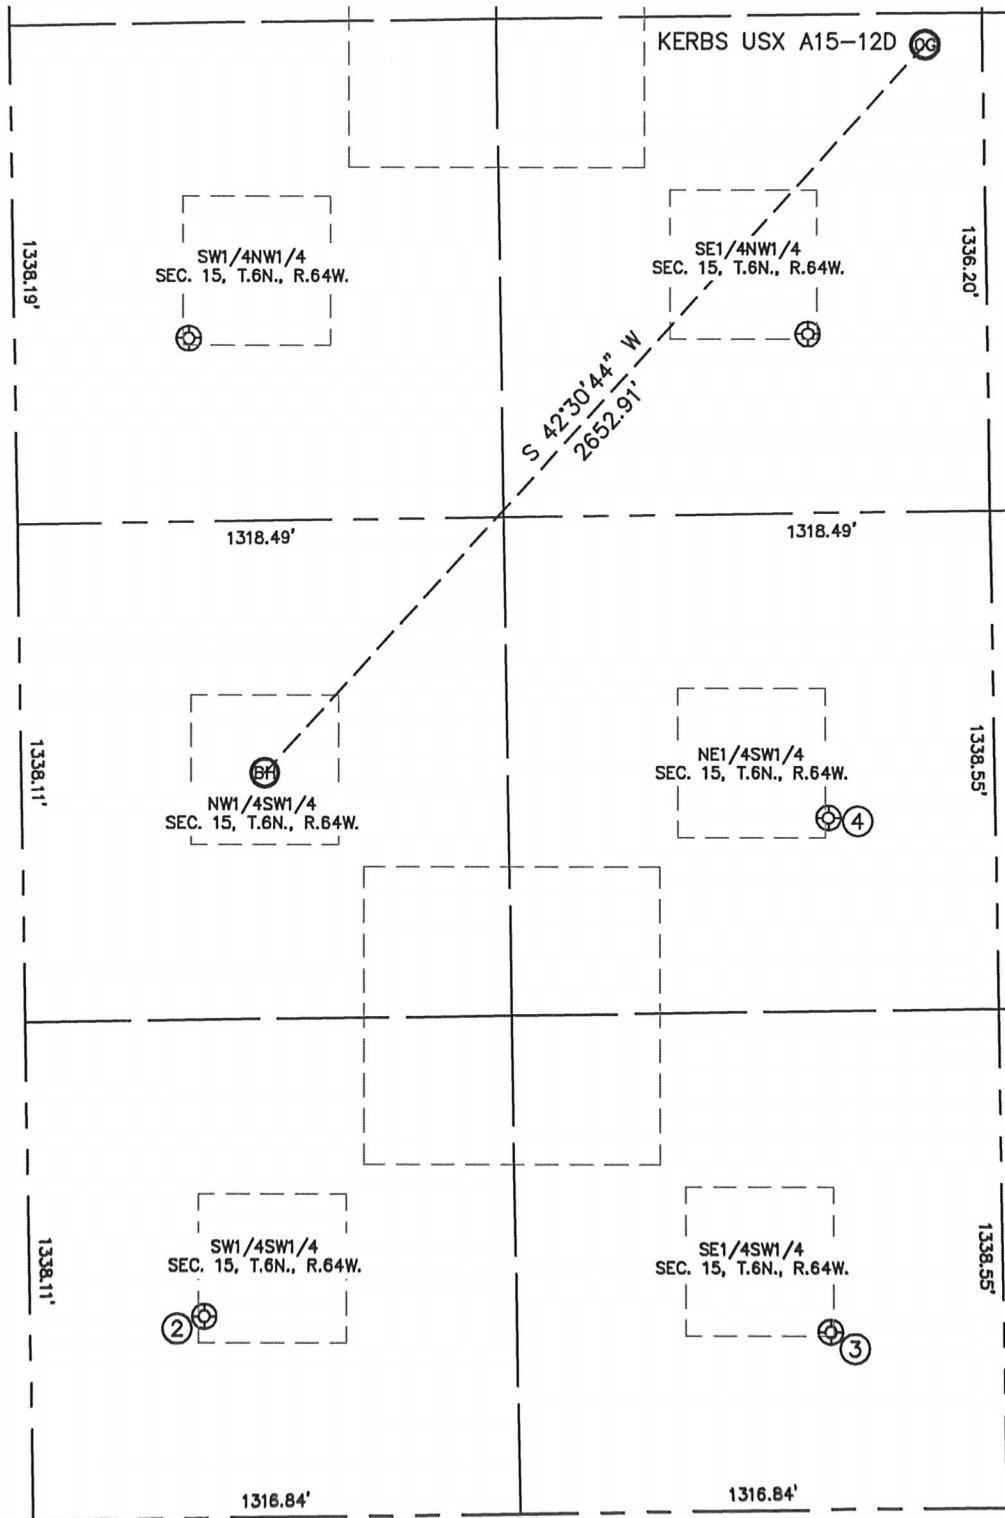 KERBS USX A15-12D
OG
1338.19'
SW1/4NW1/4
SEC. 15, T.6N., R.64W.
SE1/4NW1/4
SEC. 15, T.6N., R.64W.
1336.20'
S 42°30'44" W
2652.91'
1318.49'
1318.49'
1338.11'
BH
NW1/4SW1/4
SEC. 15, T.6N., R.64W.
NE1/4SW1/4
SEC. 15, T.6N., R.64W.
4
1338.55'
1338.11'
SW1/4SW1/4
SEC. 15, T.6N., R.64W.
2
SE1/4SW1/4
SEC. 15, T.6N., R.64W.
3
1338.55'
1316.84'
1316.84'